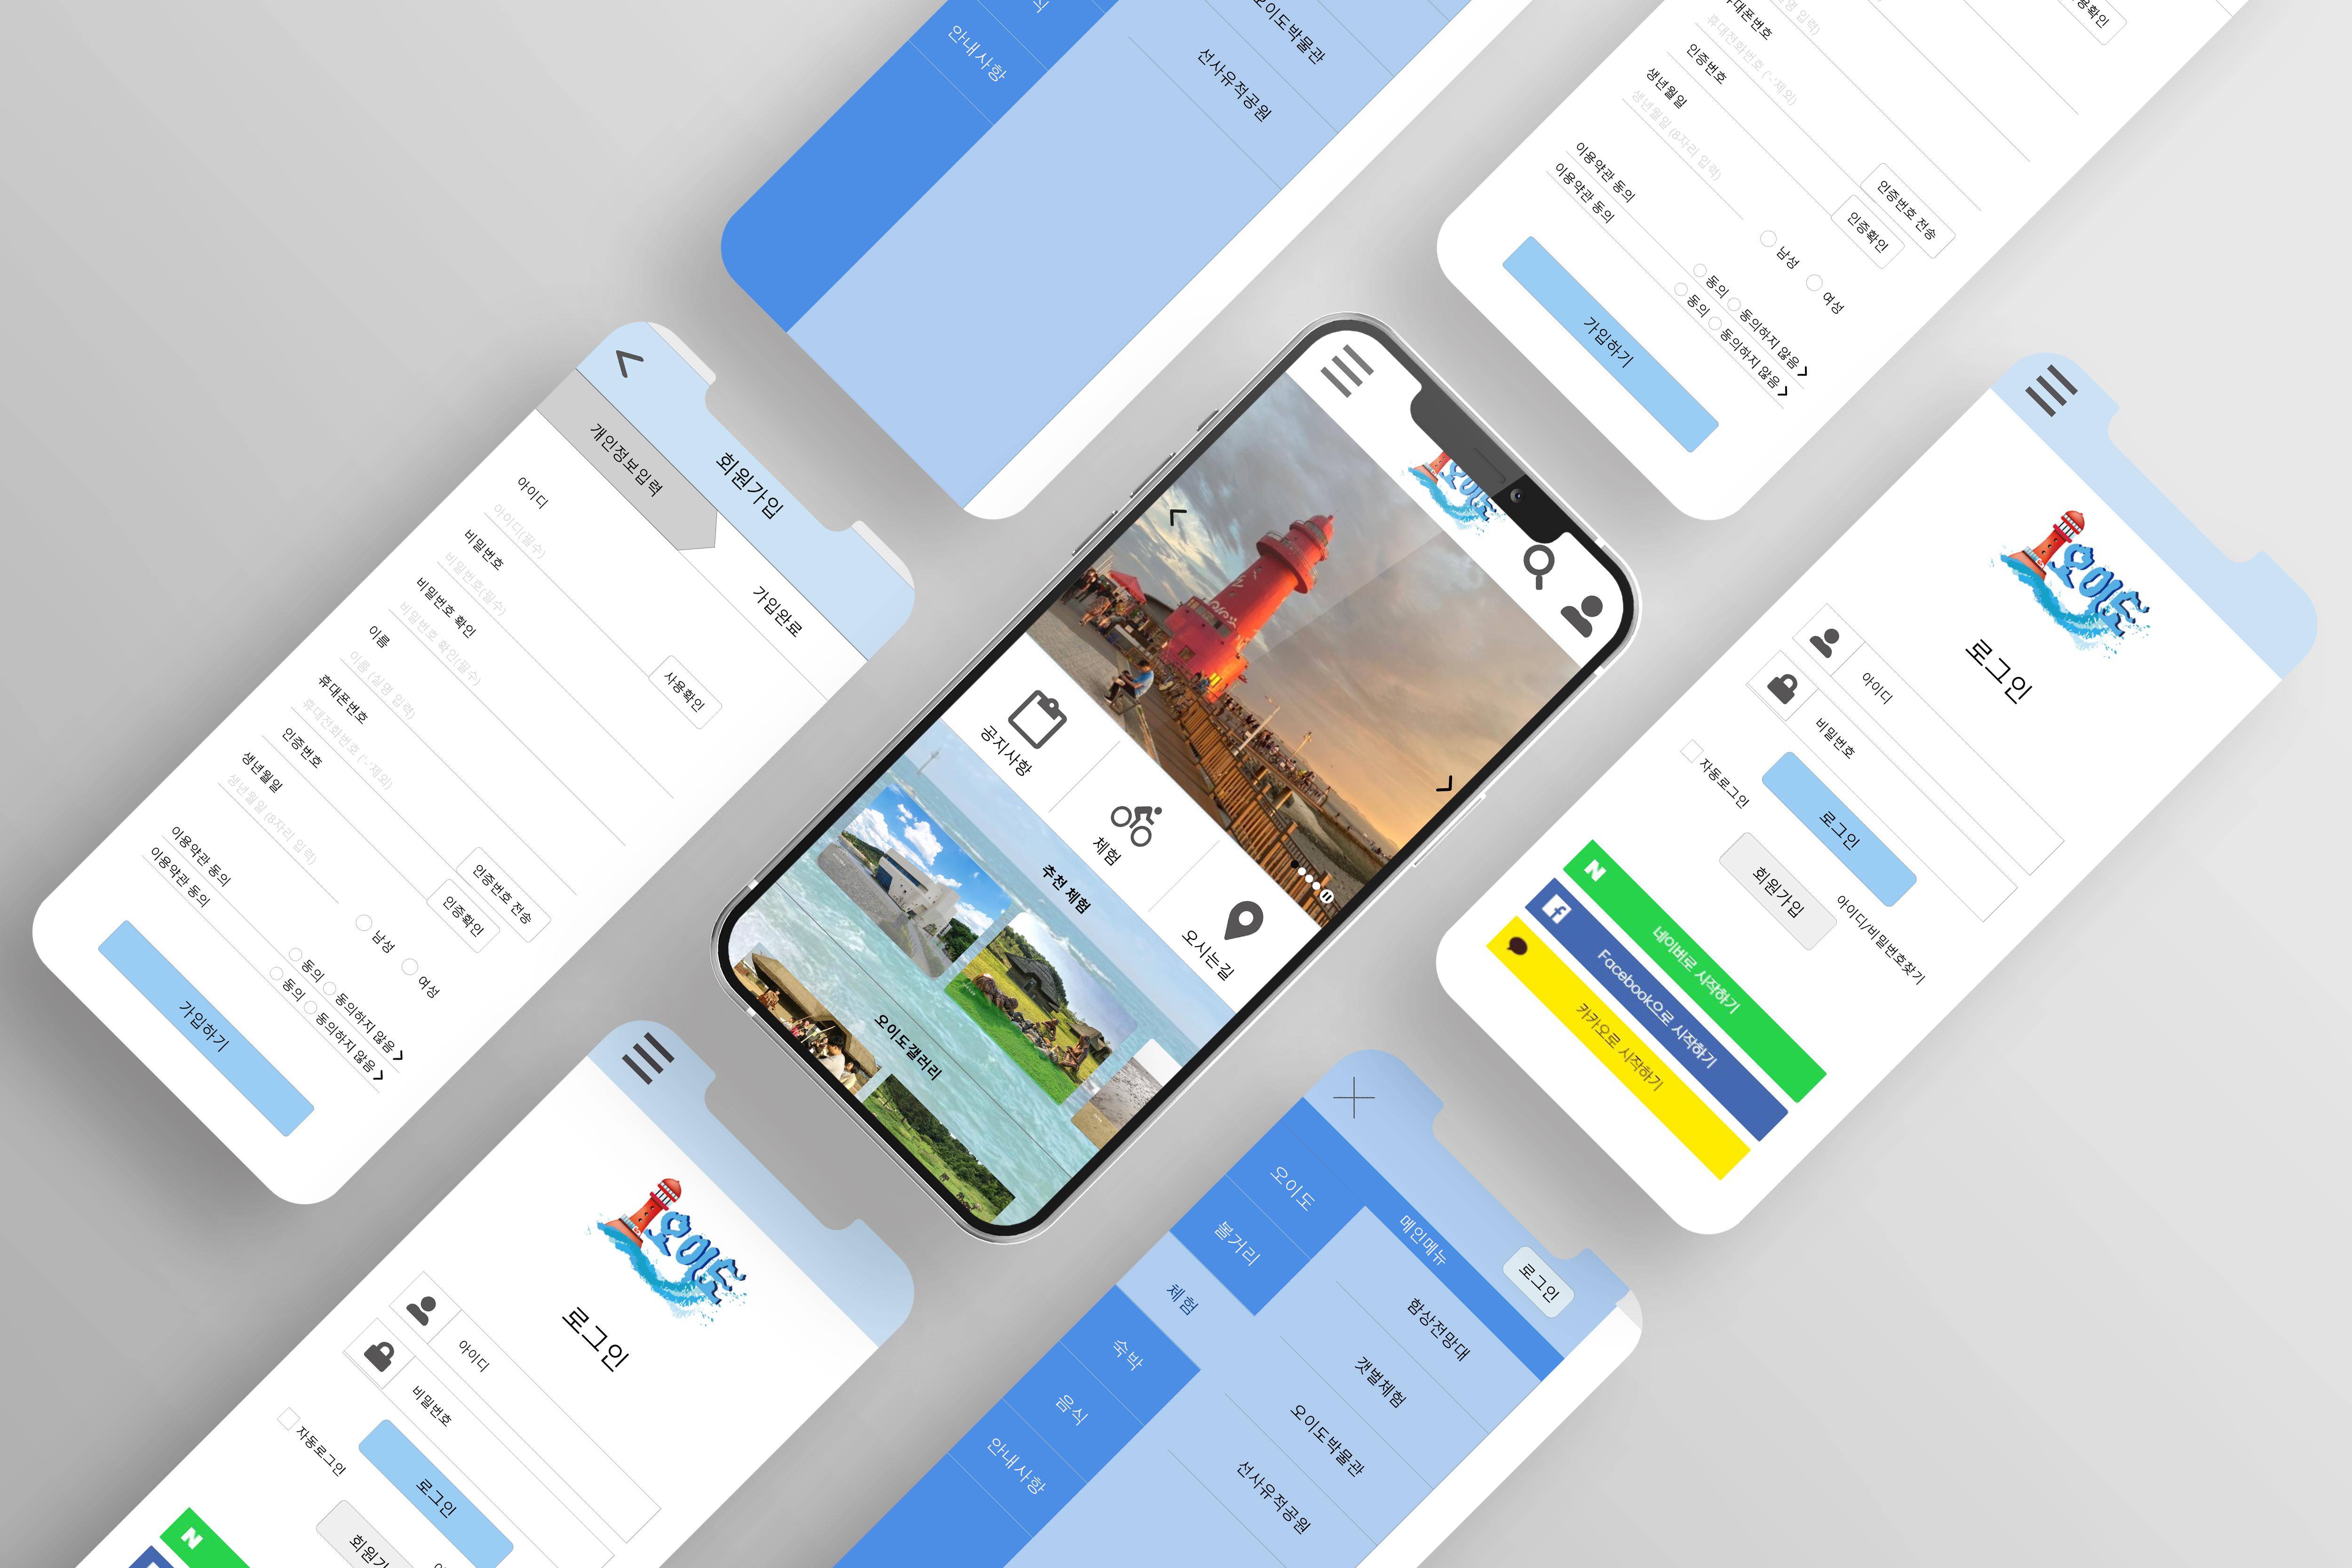 식
안내사항
오이도박물관
선사유적공원
휴대폰번호
휴대전화번호 ('-'제외)
인증번호
인증번호 전송
인증확인
생년월일
생년월일 (8자리 입력)
남성
여성
이용약관 동의
동의
동의하지 않음
이용약관 동의
동의
동의하지 않음
가입하기
회원가입
개인정보입력
가입완료
아이디
아이디(필수)
사용확인
비밀번호
비밀번호(필수)
비밀번호 확인
비밀번호 확인(필수)
이름
이름 (실명 입력)
휴대폰번호
휴대전화번호 ('-'제외)
인증번호 전송
인증번호
인증확인
생년월일
생년월일 (8자리 입력)
남성
여성
이용약관 동의
동의
동의하지 않음
이용약관 동의
동의
동의하지 않음
가입하기
공지사항
체험
오시는길
추천 체험
오이도갤러리
오이도
로그인
아이디
비밀번호
자동로그인
로그인
회원가입
아이디/비밀번호찾기
N
네이버로 시작하기
f
Facebook으로 시작하기
카카오로 시작하기
오이도
로그인
아이디
비밀번호
자동로그인
로그인
N
로그인
메인메뉴
오이도
볼거리
체험
숙박
음식
안내사항
함상전망대
갯벌체험
오이도박물관
선사유적공원